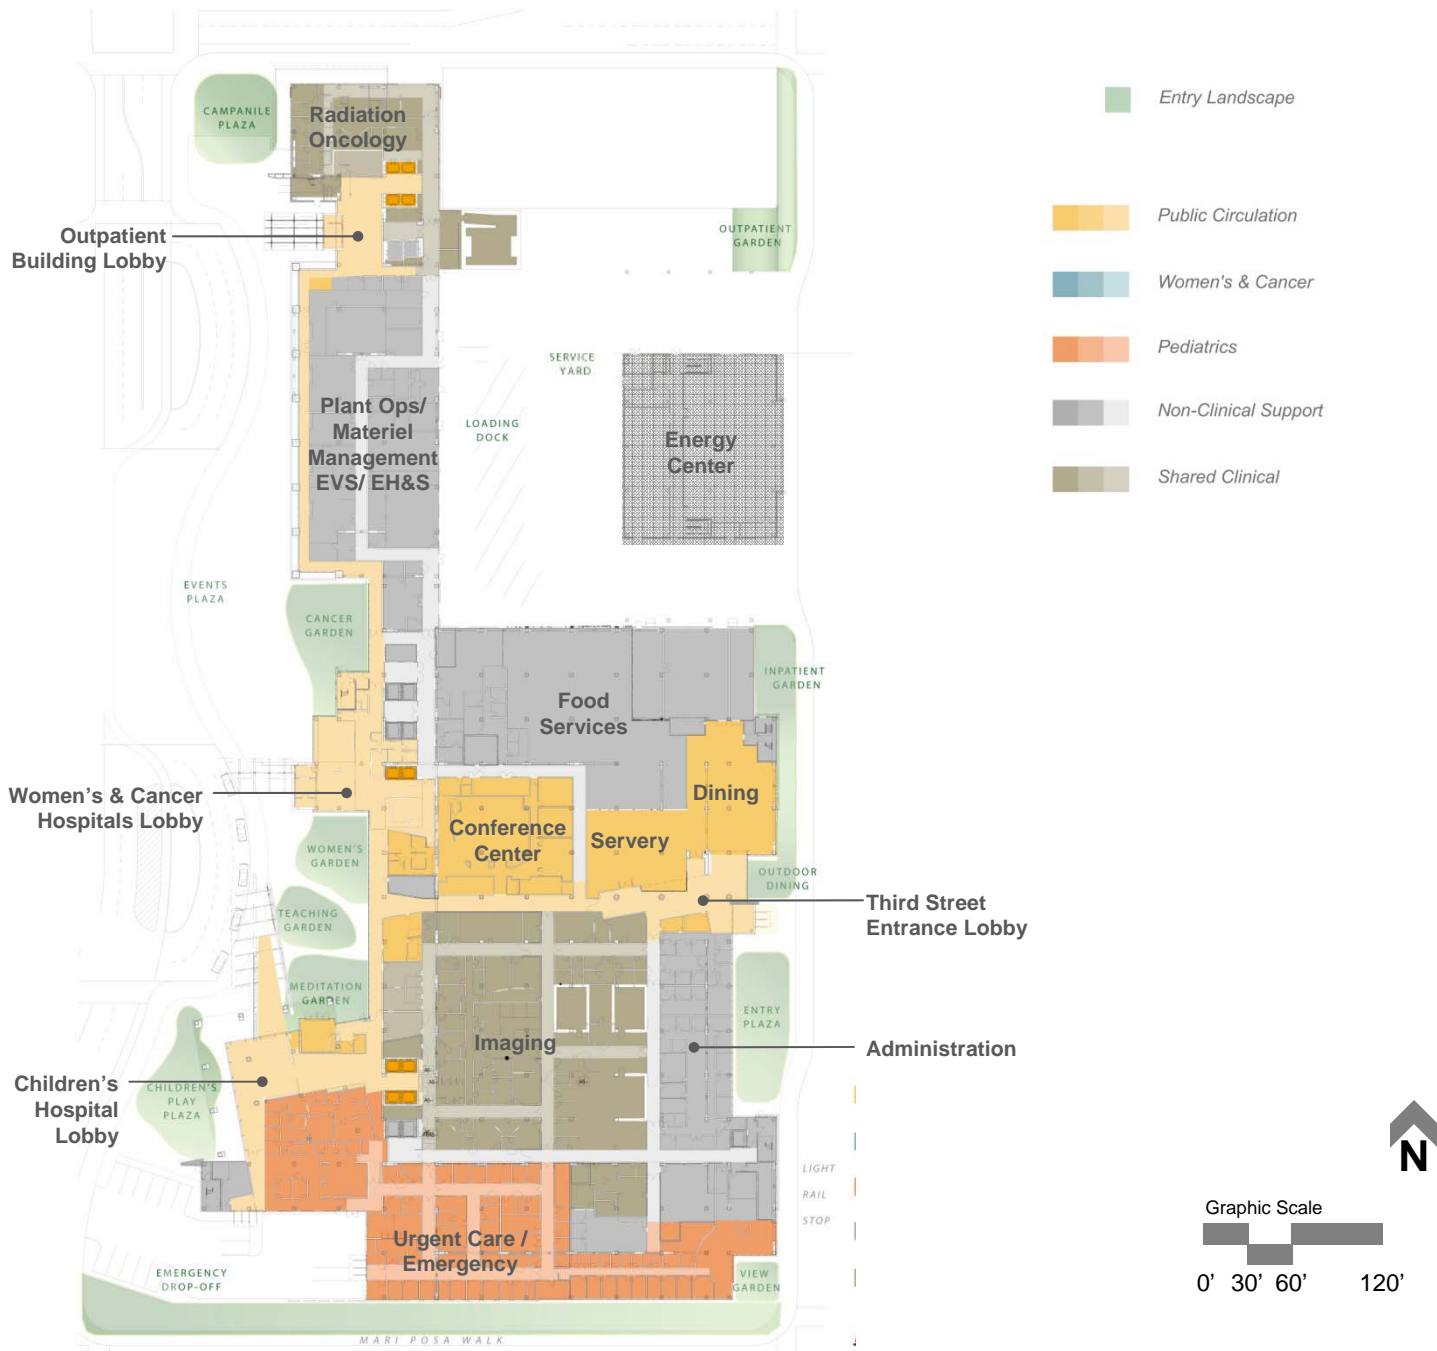 CAMPANILE
PLAZA
Radiation
Oncology
Entry Landscape
Public Circulation
Outpatient
Building Lobby
OUTPATIENT
GARDEN
Women's & Cancer
Pediatrics
SERVICE
YARD
Plant Ops/
Materiel
Management
EVS/ EH&S
LOADING
DOCK
Energy
Center
Non-Clinical Support
Shared Clinical
EVENTS
PLAZA
CANCER
GARDEN
INPATIENT
GARDEN
Food
Services
Women's & Cancer
Hospitals Lobby
Dining
Conference
Center
Servery
WOMEN'S
GARDEN
OUTDOOR
DINING
TEACHING
GARDEN
Third Street
Entrance Lobby
MEDITATION
GARDEN
ENTRY
PLAZA
Imaging
Administration
Children's
Hospital
Lobby
CHILDREN'S
PLAY
PLAZA
N
LIGHT
RAIL
STOP
Urgent Care /
Emergency
EMERGENCY
DROP-OFF
VIEW
GARDEN
Graphic Scale
0' 30' 60' 120'
MARI POSA WALK